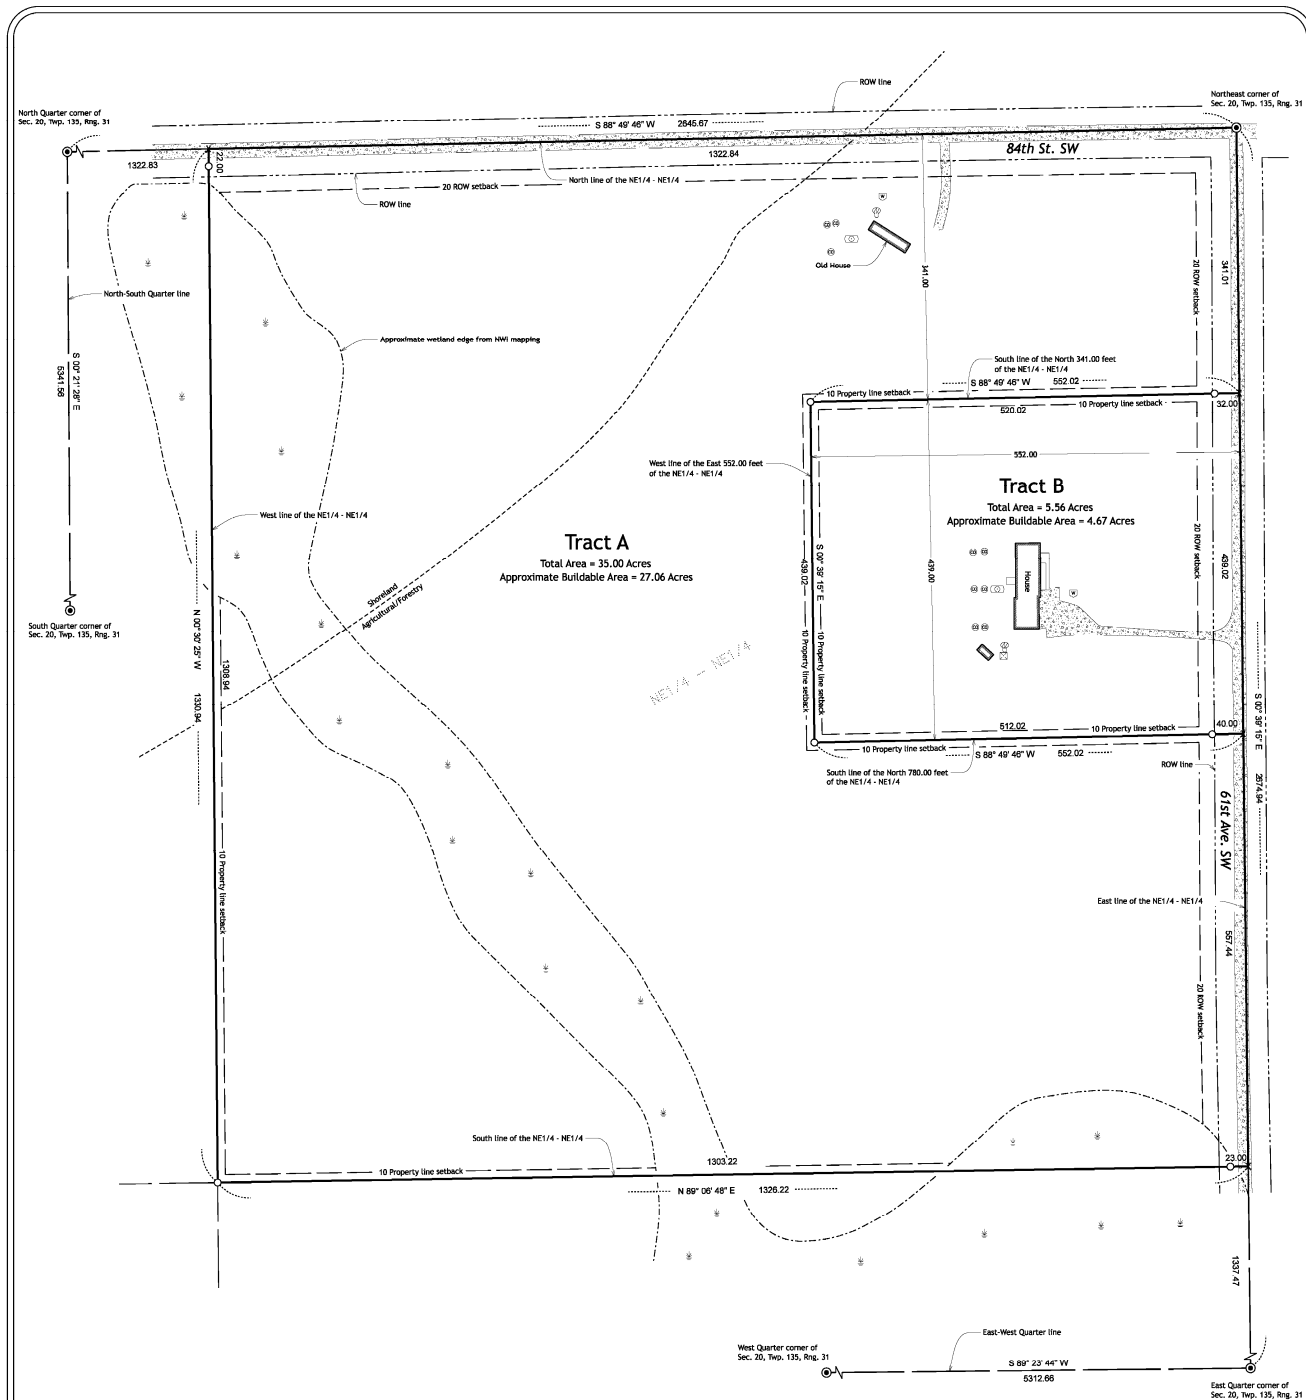 ROW line
North Quarter corner of
Sec. 20, Twp. 135, Rng. 31
Northeast corner of
Sec. 20, Twp. 135, Rng. 31
S 88° 49' 46" W 2645.67
84th St. SW
1322.83
22.00
1322.84
North line of the NE1/4 - NE1/4
20 ROW setback
ROW line
W
Old House
341.00
341.01
20 ROW setback
North-South Quarter line
Approximate wetland edge from NWI mapping
S 00° 21' 28" E
5341.56
South line of the North 341.00 feet
of the NE1/4 - NE1/4
S 88° 49' 46" W 552.02
10 Property line setback
520.02
10 Property line setback
32.00
552.00
West line of the East 552.00 feet
of the NE1/4 - NE1/4
Tract B
Total Area = 5.56 Acres
Approximate Buildable Area = 4.67 Acres
West line of the NE1/4 - NE1/4
Tract A
Total Area = 35.00 Acres
Approximate Buildable Area = 27.06 Acres
439.02
S 00° 39' 15" E
439.00
20 ROW setback
439.02
House
W
Shoreland
Agricultural/Forestry
South Quarter corner of
Sec. 20, Twp. 135, Rng. 31
N 00° 30' 25" W
1330.94
1308.94
NE1/4 - NE1/4
10 Property line setback
10 Property line setback
S 00° 39' 15" E
2674.94
512.02
10 Property line setback
40.00
10 Property line setback
S 88° 49' 46" W 552.02
ROW line
South line of the North 780.00 feet
of the NE1/4 - NE1/4
61st Ave. SW
10 Property line setback
East line of the NE1/4 - NE1/4
557.44
20 ROW setback
South line of the NE1/4 - NE1/4
10 Property line setback
1303.22
23.00
N 89° 06' 48" E 1326.22
1337.47
East-West Quarter line
West Quarter corner of
Sec. 20, Twp. 135, Rng. 31
S 89° 23' 44" W
5312.66
East Quarter corner of
Sec. 20, Twp. 135, Rng. 31